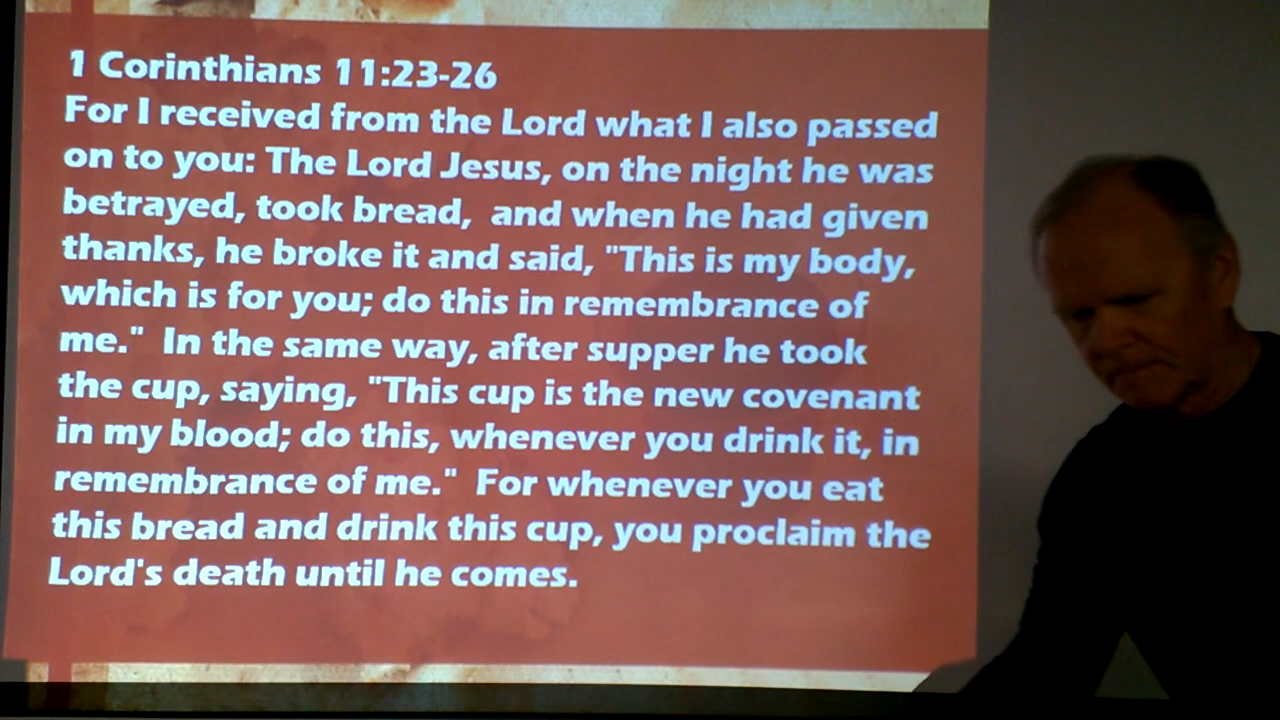 1 Corinthians 11:23-26
For I received from the Lord what I also passed
on to you: The Lord Jesus, on the night he was
betrayed, took bread,  and when he had given
thanks, he broke it and said, "This is my body,
which is for you; do this in remembrance of
me."  In the same way, after supper he took
the cup, saying, "This cup is the new covenant
in my blood; do this, whenever you drink it, in
remembrance of me."  For whenever you eat
this bread and drink this cup, you proclaim the
Lord's death until he comes.